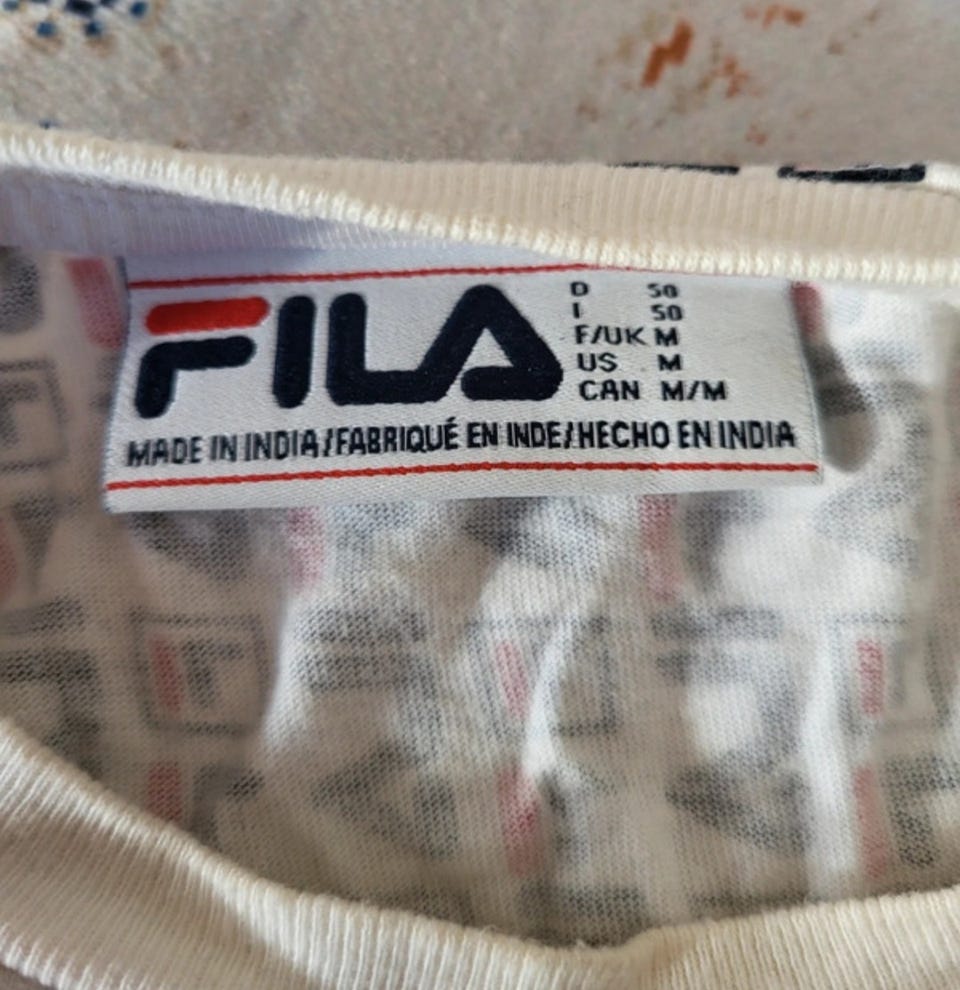 FILA
D 50
I 50
F/UK M
US M
CAN M/M
MADE IN INDIA/FABRIQUÉ EN INDE/HECHO EN INDIA